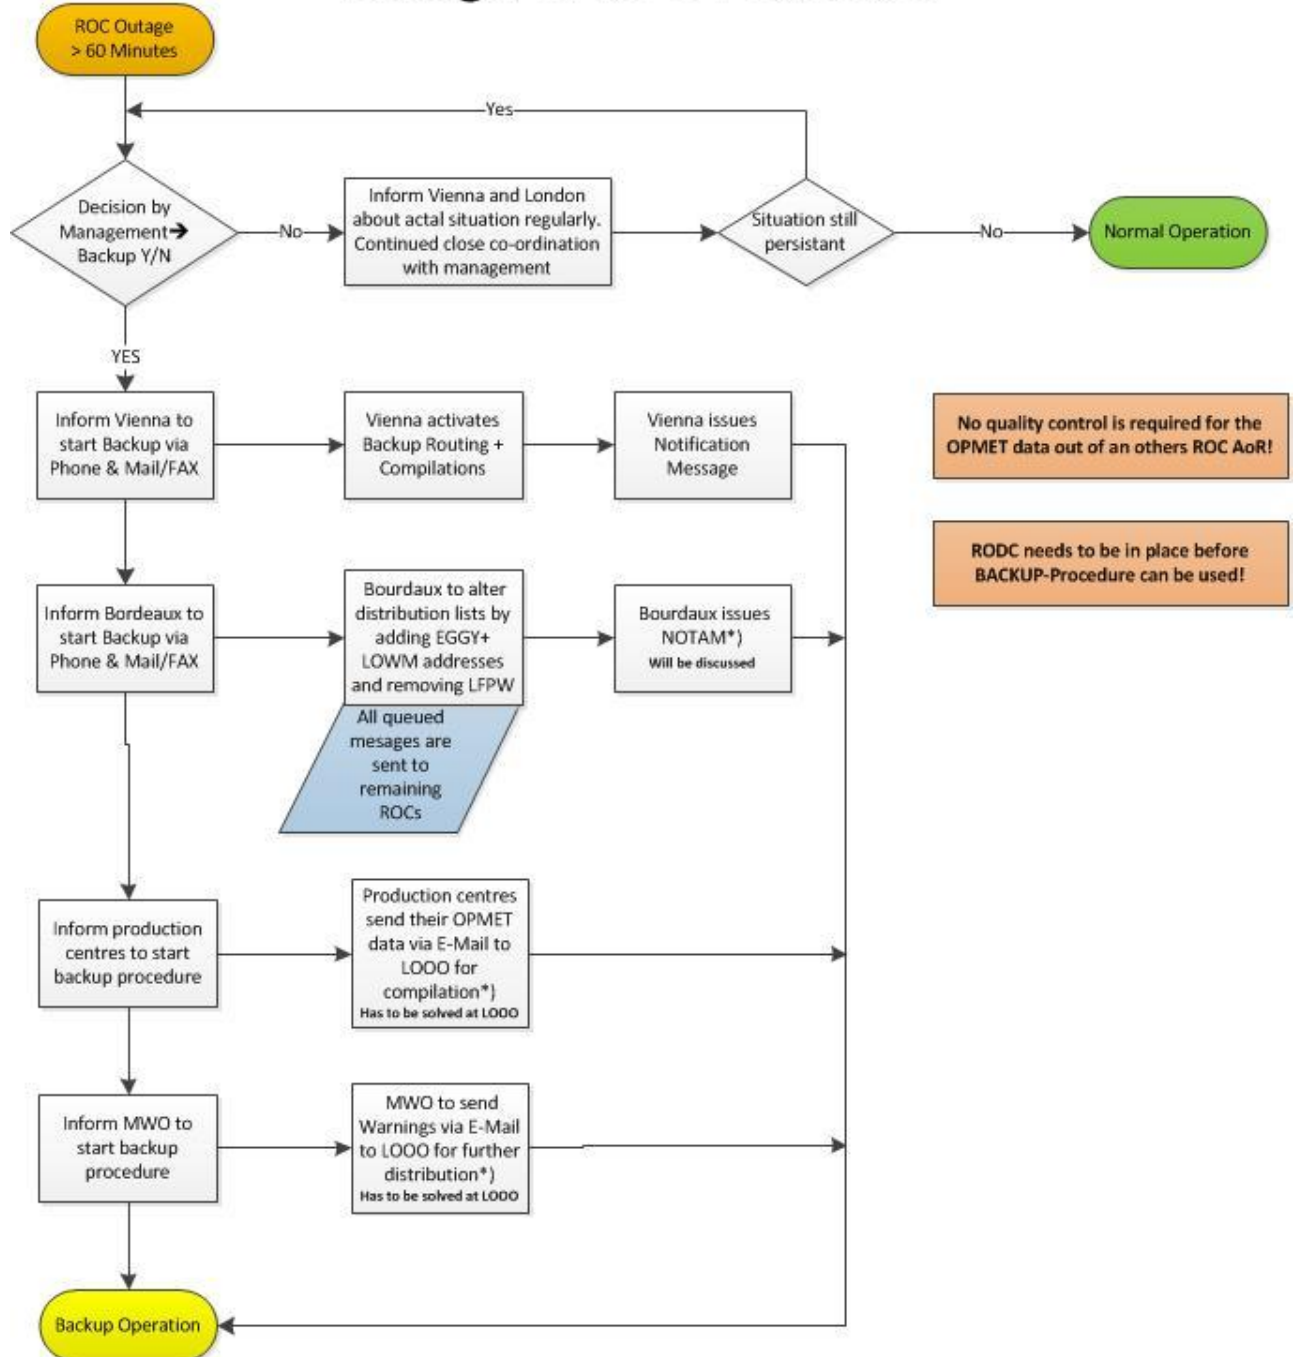 ROC Outage
> 60 Minutes
Yes
Decision by
Management➔
Backup Y/N
No
Inform Vienna and London
about actal situation regularly.
Continued close co-ordination
with management
Situation still
persistant
No
Normal Operation
YES
Inform Vienna to
start Backup via
Phone & Mail/FAX
Vienna activates
Backup Routing +
Compilations
Vienna issues
Notification
Message
No quality control is required for the
OPMET data out of an others ROC AoR!
RODC needs to be in place before
BACKUP-Procedure can be used!
Inform Bordeaux to
start Backup via
Phone & Mail/FAX
Bourdaux to alter
distribution lists by
adding EGGY+
LOWM addresses
and removing LFPW
Bourdaux issues
NOTAM*)
Will be discussed
All queued
mesages are
sent to
remaining
ROCs
Inform production
centres to start
backup procedure
Production centres
send their OPMET
data via E-Mail to
LOOO for
compilation*)
Has to be solved at LOOO
Inform MWO to
start backup
procedure
MWO to send
Warnings via E-Mail
to LOOO for further
distribution*)
Has to be solved at LOOO
Backup Operation